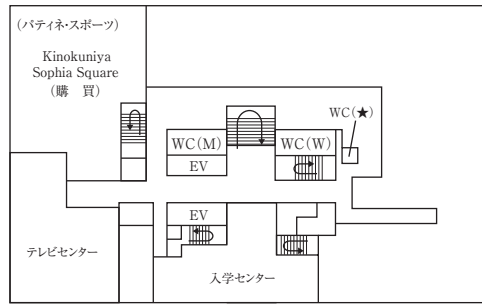 (パティネ・スポーツ)
Kinokuniya
Sophia Square
(購　買)
WC(★)
WC(M)
WC(W)
EV
EV
テレビセンター
入学センター